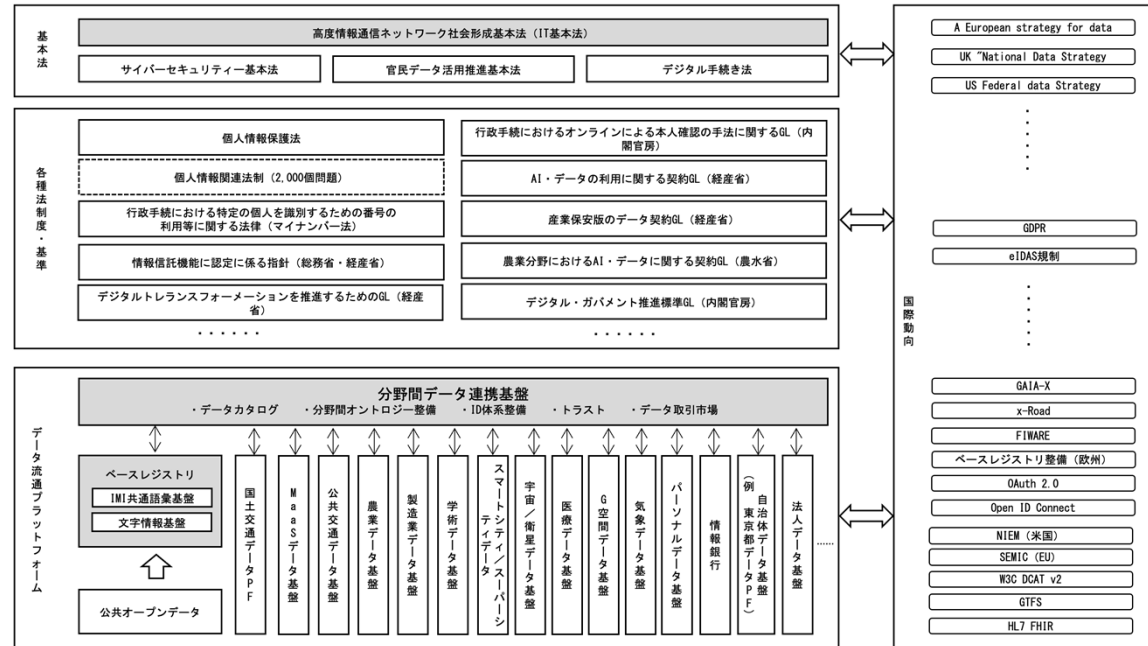 基本法
高度情報通信ネットワーク社会形成基本法（IT基本法）
サイバーセキュリティー基本法
官民データ活用推進基本法
デジタル手続き法
各種法制度・基準
個人情報保護法
個人情報関連法制（2,000個問題）
行政手続における特定の個人を識別するための番号の
利用等に関する法律（マイナンバー法）
情報信託機能に認定に係る指針（総務省・経産省）
デジタルトレランスフォーメーションを推進するためのGL（経産
省）
・・・・・・
行政手続におけるオンラインによる本人確認の手法に関するGL（内
閣官房）
AI・データの利用に関する契約GL（経産省）
産業保安版のデータ契約GL（経産省）
農業分野におけるAI・データに関する契約GL（農水省）
デジタル・ガバメント推進標準GL（内閣官房）
・・・・・・
データ流通プラットフォーム
分野間データ連携基盤
・データカタログ ・分野間オントロジー整備 ・ID体系整備 ・トラスト ・データ取引市場
ベースレジストリ
IMI共通語彙基盤
文字情報基盤
公共オープンデータ
国土交通データPF
MaaSデータ基盤
公共交通データ基盤
農業データ基盤
製造業データ基盤
学術データ基盤
スマートシティ／スーパーシ
ティデータ
宇宙／衛星データ基盤
医療データ基盤
G空間データ基盤
気象データ基盤
パーソナルデータ基盤
情報銀行
自治体データ基盤
（例 東京都データPF）
法人データ基盤
……
国際動向
A European strategy for data
UK "National Data Strategy
US Federal data Strategy
・・・・・
GDPR
eIDAS規制
・・・・・
GAIA-X
x-Road
FIWARE
ベースレジストリ整備（欧州）
OAuth 2.0
Open ID Connect
NIEM（米国）
SEMIC（EU）
W3C DCAT v2
GTFS
HL7 FHIR